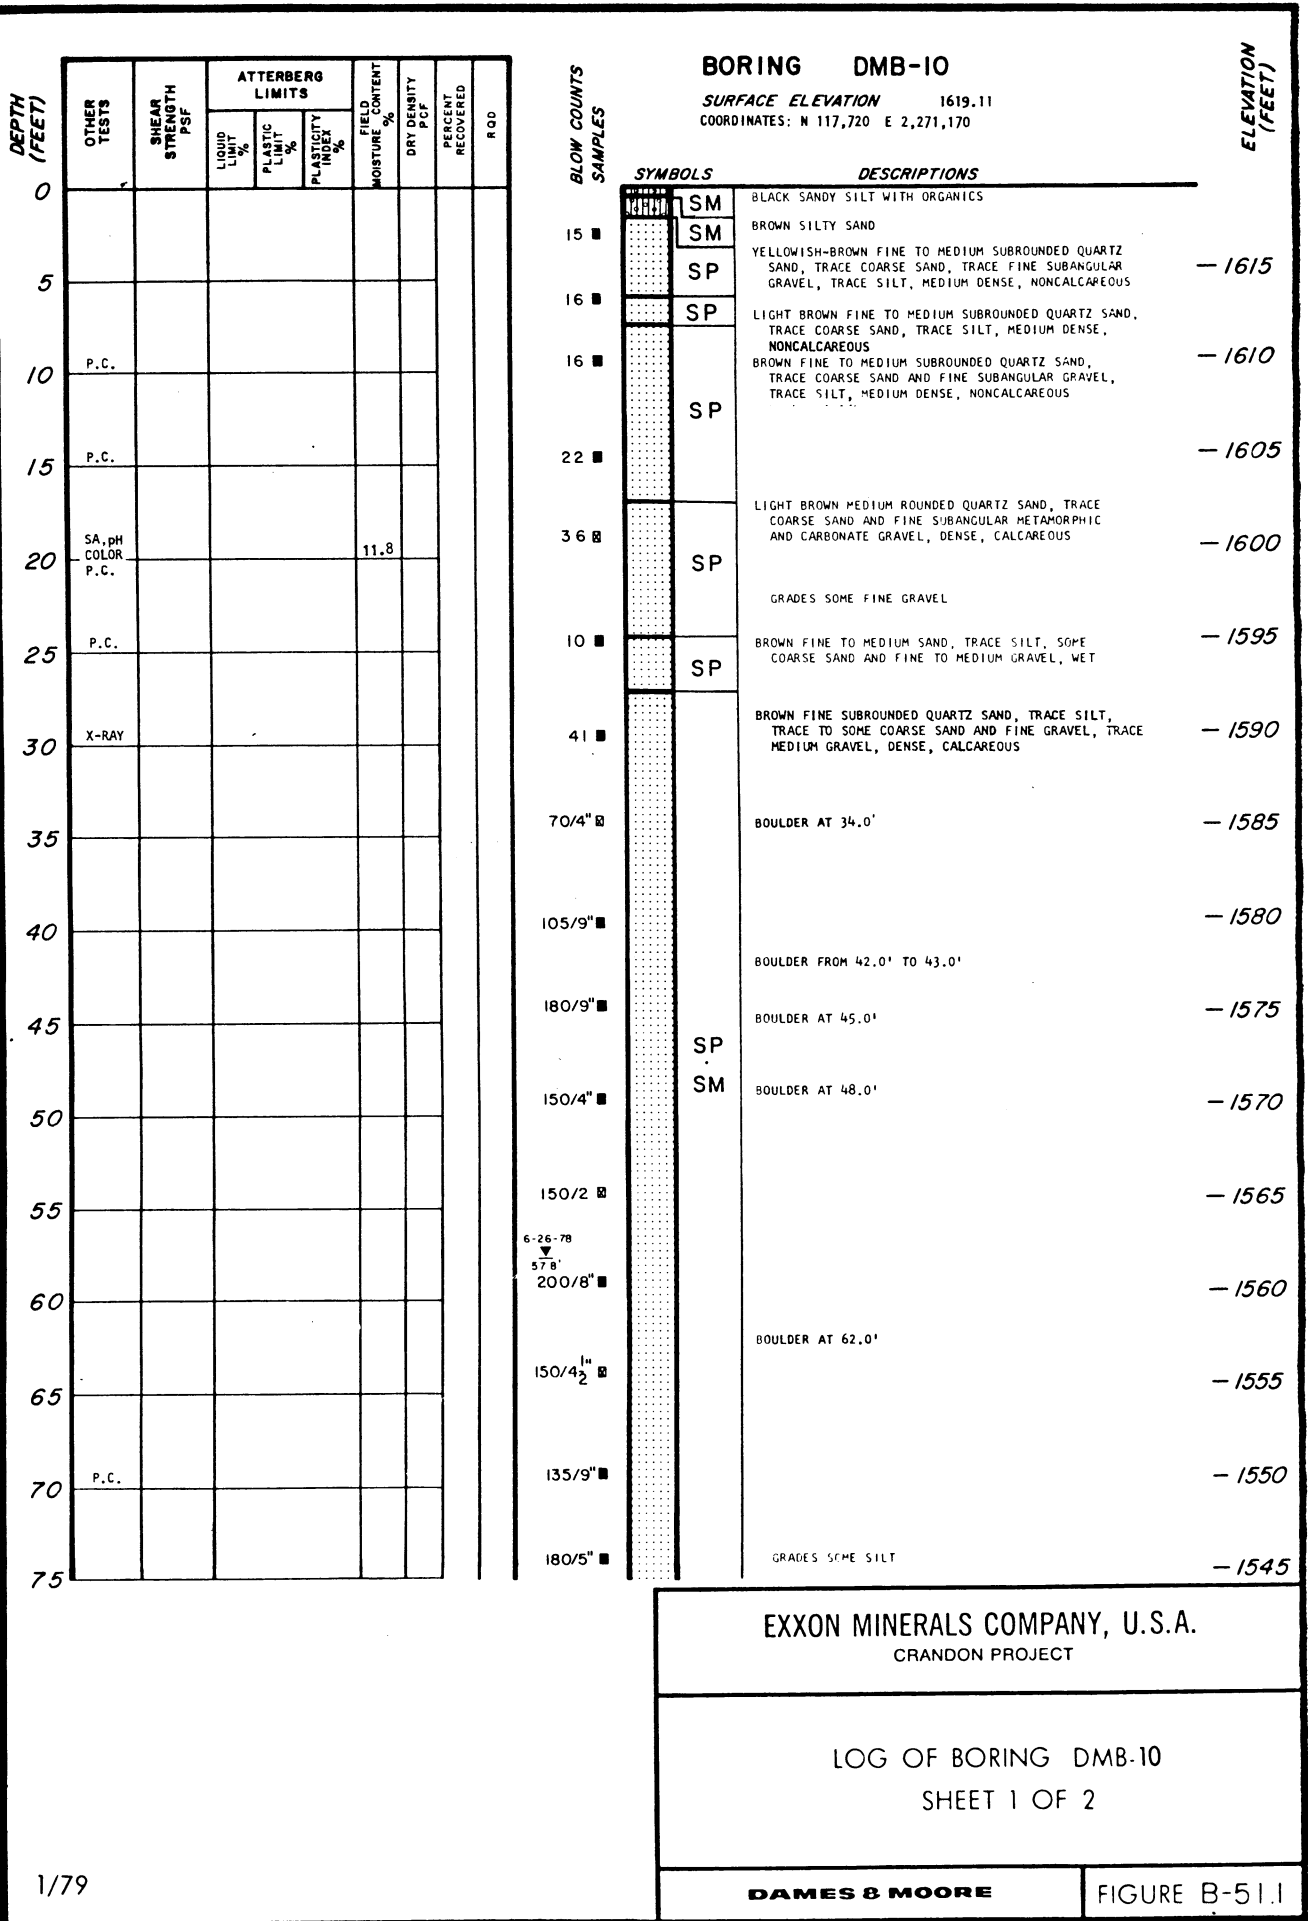 BORING DMB-10
SURFACE ELEVATION 1619.11
COORDINATES: N 117,720 E 2,271,170
DEPTH (FEET)
OTHER TESTS
SHEAR STRENGTH PSF
ATTERBERG LIMITS
LIQUID LIMIT %
PLASTIC LIMIT %
PLASTICITY INDEX %
FIELD MOISTURE CONTENT %
DRY DENSITY PCF
PERCENT RECOVERED
RQD
BLOW COUNTS
SAMPLES
SYMBOLS
DESCRIPTIONS
ELEVATION (FEET)
0
SM BLACK SANDY SILT WITH ORGANICS
15 SM BROWN SILTY SAND
SP YELLOWISH-BROWN FINE TO MEDIUM SUBROUNDED QUARTZ
SAND, TRACE COARSE SAND, TRACE FINE SUBANGULAR — 1615
5 GRAVEL, TRACE SILT, MEDIUM DENSE, NONCALCAREOUS
16 SP LIGHT BROWN FINE TO MEDIUM SUBROUNDED QUARTZ SAND,
TRACE COARSE SAND, TRACE SILT, MEDIUM DENSE,
NONCALCAREOUS — 1610
P.C. 16 BROWN FINE TO MEDIUM SUBROUNDED QUARTZ SAND,
10 TRACE COARSE SAND AND FINE SUBANGULAR GRAVEL,
TRACE SILT, MEDIUM DENSE, NONCALCAREOUS
SP
P.C. 22 — 1605
15
LIGHT BROWN MEDIUM ROUNDED QUARTZ SAND, TRACE
COARSE SAND AND FINE SUBANGULAR METAMORPHIC
SA,pH 36 AND CARBONATE GRAVEL, DENSE, CALCAREOUS — 1600
COLOR 11.8
20 P.C. SP
GRADES SOME FINE GRAVEL
P.C. 10 BROWN FINE TO MEDIUM SAND, TRACE SILT, SOME — 1595
25 SP COARSE SAND AND FINE TO MEDIUM GRAVEL, WET
BROWN FINE SUBROUNDED QUARTZ SAND, TRACE SILT,
X-RAY 41 TRACE TO SOME COARSE SAND AND FINE GRAVEL, TRACE — 1590
30 MEDIUM GRAVEL, DENSE, CALCAREOUS
70/4" BOULDER AT 34.0' — 1585
35
105/9" — 1580
40
BOULDER FROM 42.0' TO 43.0'
180/9" — 1575
45 BOULDER AT 45.0'
SP
SM BOULDER AT 48.0'
150/4" — 1570
50
150/2 — 1565
55
6-26-78
57 8'
200/8" — 1560
60
BOULDER AT 62.0'
150/4 1/2" — 1555
65
P.C. 135/9" — 1550
70
180/5" GRADES SOME SILT — 1545
75
EXXON MINERALS COMPANY, U.S.A.
CRANDON PROJECT
LOG OF BORING DMB-10
SHEET 1 OF 2
1/79
DAMES & MOORE FIGURE B-51.1